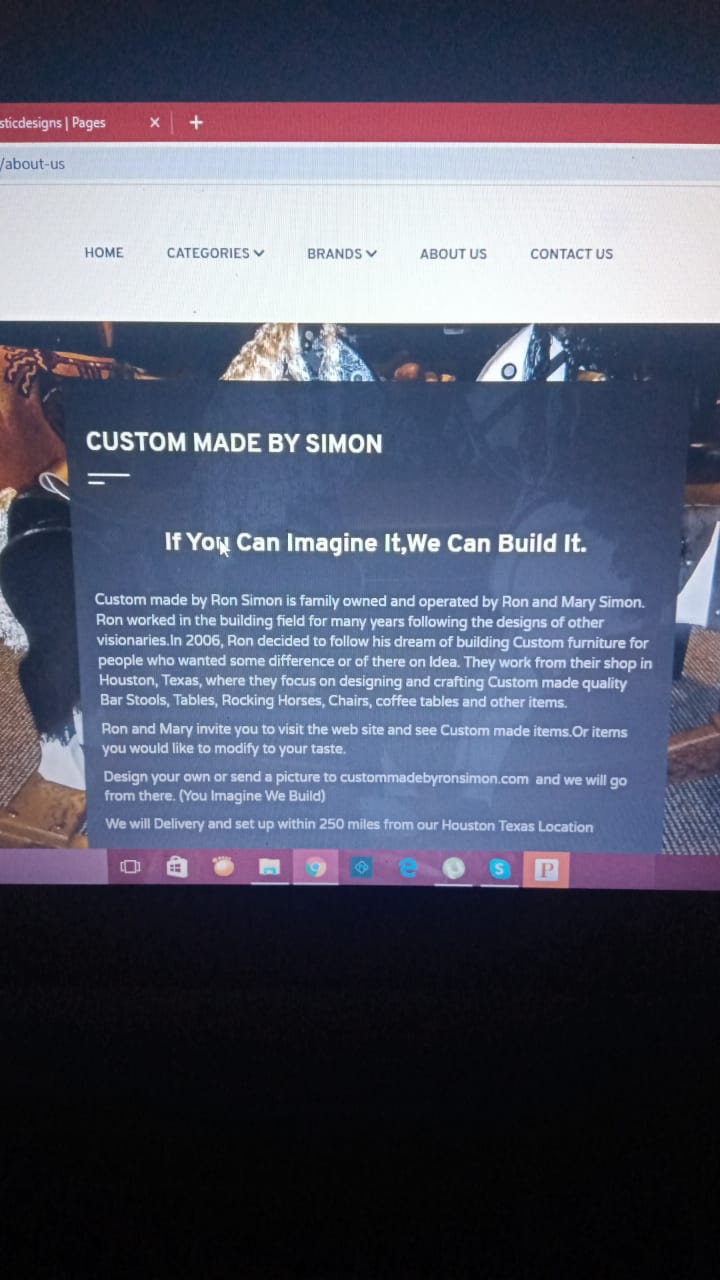 sticdesigns | Pages
/about-us
HOME CATEGORIES BRANDS ABOUT US CONTACT US
CUSTOM MADE BY SIMON
If You Can Imagine It,We Can Build It.
Custom made by Ron Simon is family owned and operated by Ron and Mary Simon.
Ron worked in the building field for many years following the designs of other
visionaries.In 2006, Ron decided to follow his dream of building Custom furniture for
people who wanted some difference or of there on Idea. They work from their shop in
Houston, Texas, where they focus on designing and crafting Custom made quality
Bar Stools, Tables, Rocking Horses, Chairs, coffee tables and other items.
Ron and Mary invite you to visit the web site and see Custom made items.Or items
you would like to modify to your taste.
Design your own or send a picture to custommadebyronsimon.com and we will go
from there. (You Imagine We Build)
We will Delivery and set up within 250 miles from our Houston Texas Location